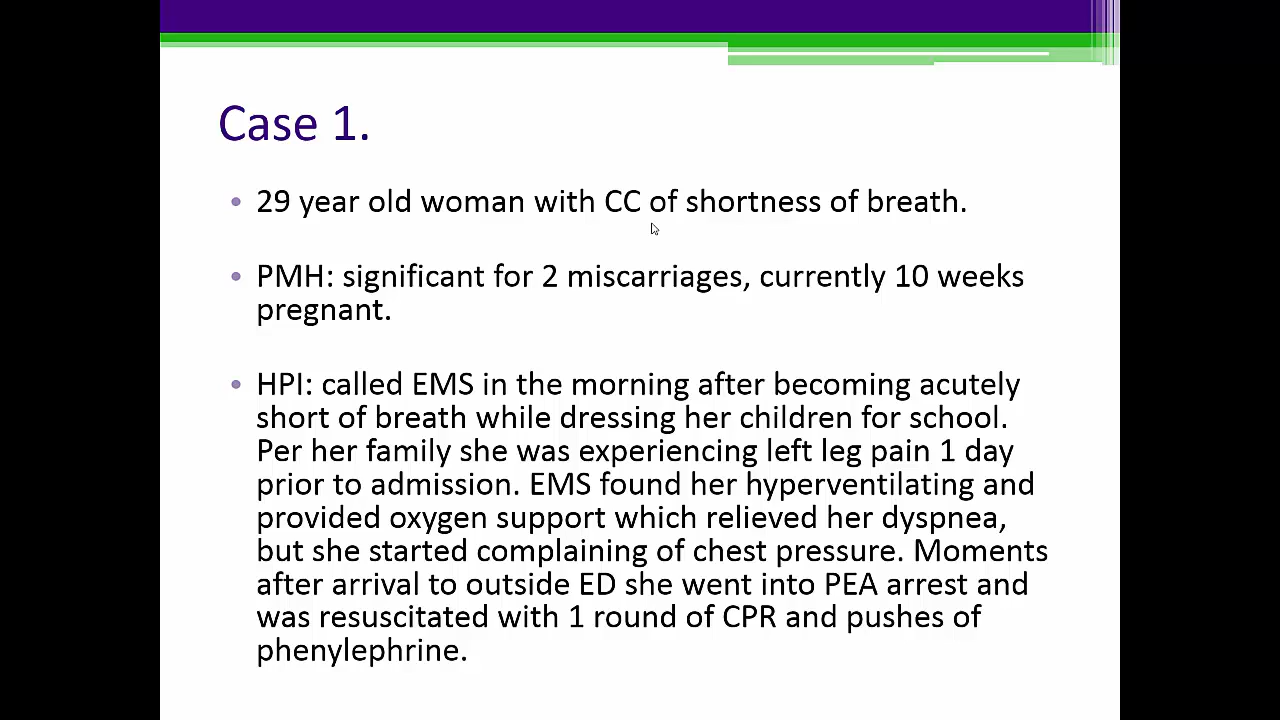 Case 1.
• 29 year old woman with CC of shortness of breath.
• PMH: significant for 2 miscarriages, currently 10 weeks
pregnant.
• HPI: called EMS in the morning after becoming acutely
short of breath while dressing her children for school.
Per her family she was experiencing left leg pain 1 day
prior to admission. EMS found her hyperventilating and
provided oxygen support which relieved her dyspnea,
but she started complaining of chest pressure. Moments
after arrival to outside ED she went into PEA arrest and
was resuscitated with 1 round of CPR and pushes of
phenylephrine.